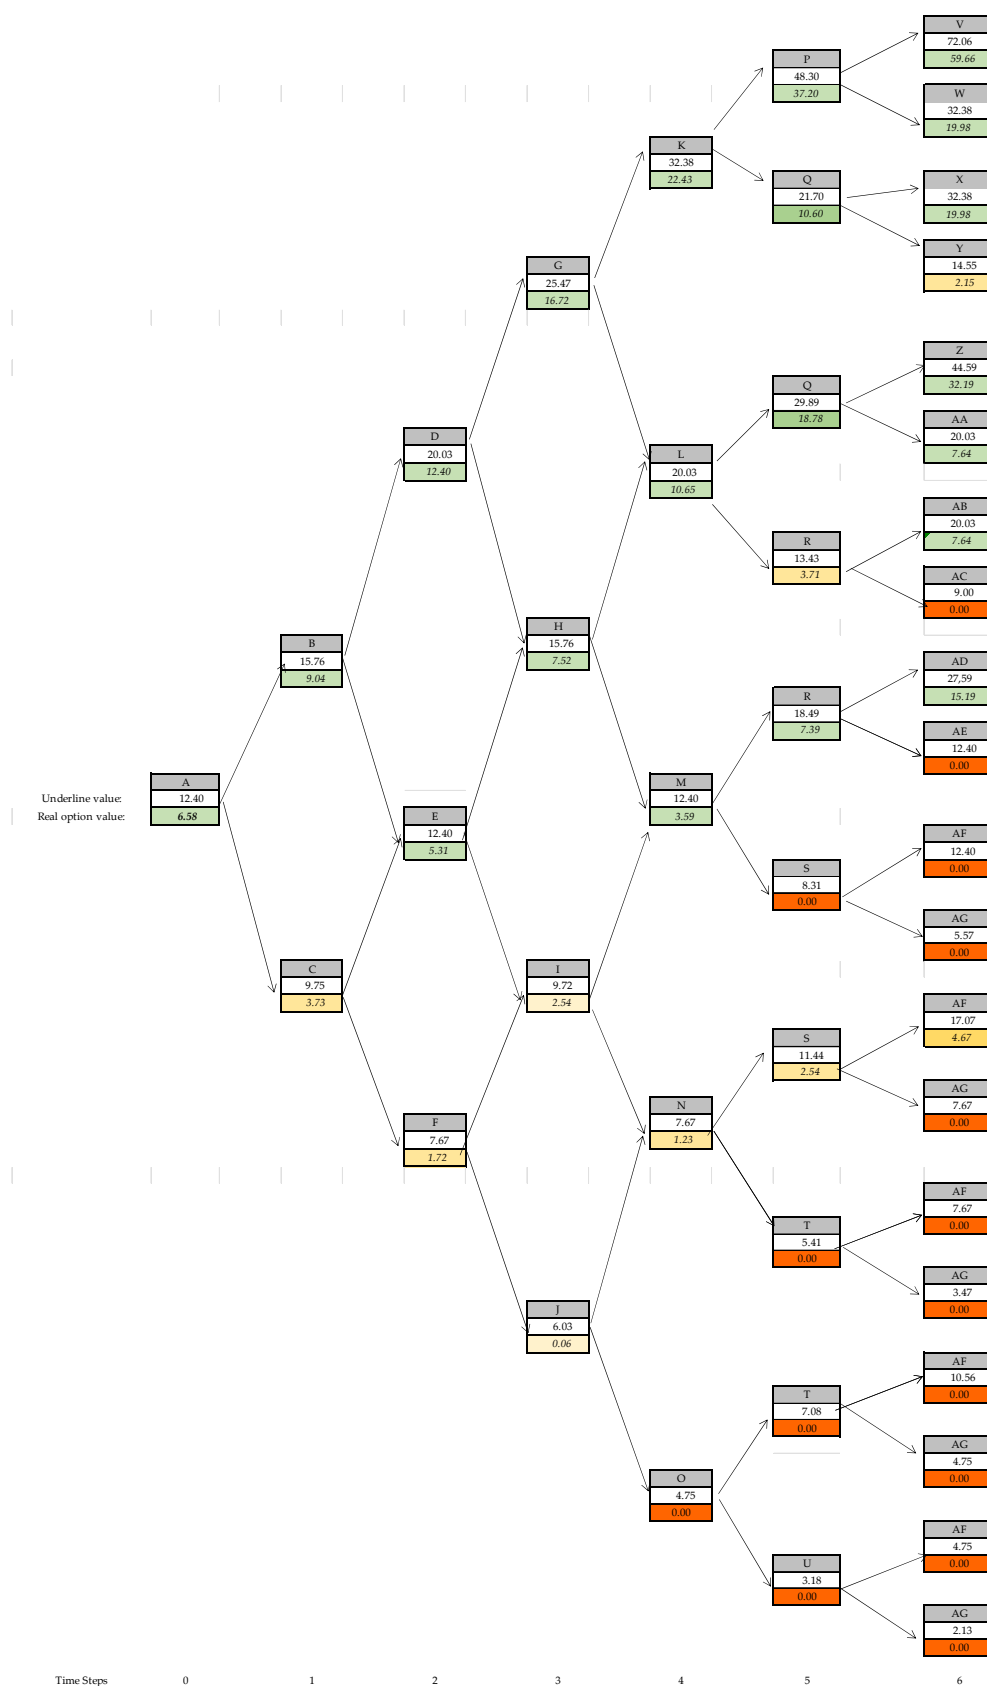 V
72.06
59.66
P
48.30
37.20
W
32.38
19.98
K
32.38
22.43
Q
21.70
10.60
X
32.38
19.98
Y
14.55
2.15
G
25.47
16.72
Z
44.59
32.19
Q
29.89
18.78
AA
20.03
7.64
D
20.03
12.40
L
20.03
10.65
AB
20.03
7.64
R
13.43
3.71
AC
9.00
0.00
H
15.76
7.52
B
15.76
9.04
AD
27,59
15.19
R
18.49
7.39
AE
12.40
0.00
A
Underline value: 12.40
Real option value: 6.58
M
12.40
3.59
E
12.40
5.31
AF
12.40
0.00
S
8.31
0.00
AG
5.57
0.00
C
9.75
3.73
I
9.72
2.54
AF
17.07
4.67
S
11.44
2.54
AG
7.67
0.00
N
7.67
1.23
F
7.67
1.72
AF
7.67
0.00
T
5.41
0.00
AG
3.47
0.00
J
6.03
0.06
AF
10.56
0.00
T
7.08
0.00
AG
4.75
0.00
O
4.75
0.00
AF
4.75
0.00
U
3.18
0.00
AG
2.13
0.00
Time Steps 0 1 2 3 4 5 6